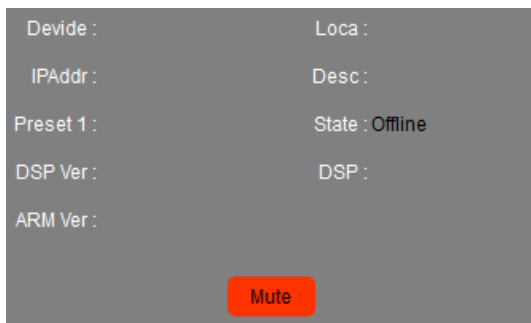 Devide : Loca :
IPAddr : Desc :
Preset 1 : State : Offline
DSP Ver : DSP :
ARM Ver :
Mute